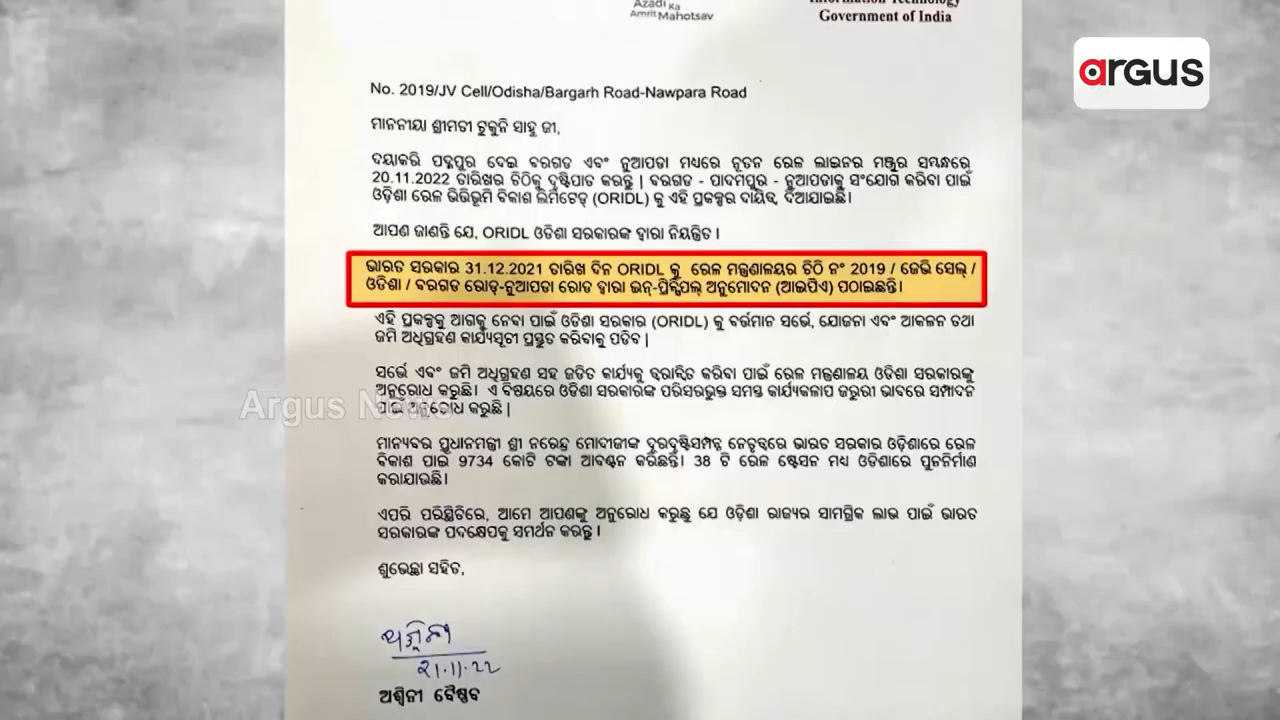 Azadi Ka
Amrit Mahotsav
Information Technology
Government of India
argus
No. 2019/JV Cell/Odisha/Bargarh Road-Nawpara Road
ମାନନୀୟା ଶ୍ରୀମତୀ ଟୁକୁନି ସାହୁ ଜୀ,
ଦୟାକରି ପଦ୍ମପୁର ଦେଇ ବରଗଡ଼ ଏବଂ ନୂଆପଡା ମଧ୍ୟରେ ନୂତନ ରେଳ ଲାଇନର ମଞ୍ଜୁର ସମ୍ବନ୍ଧରେ
20.11.2022 ତାରିଖର ଚିଠିକୁ ଦୃଷ୍ଟିପାତ କରନ୍ତୁ | ବରଗଡ - ପାଦମପୁର - ନୂଆପଡାକୁ ସଂଯୋଗ କରିବା ପାଇଁ
ଓଡ଼ିଶା ରେଳ ଭିତ୍ତିଭୂମି ବିକାଶ ଲିମିଟେଡ୍ (ORIDL) କୁ ଏହି ପ୍ରକଳ୍ପର ଦାୟିତ୍ୱ ଦିଆଯାଇଛି।
ଆପଣ ଜାଣନ୍ତି ଯେ, ORIDL ଓଡିଶା ସରକାରଙ୍କ ଦ୍ୱାରା ନିୟନ୍ତ୍ରିତ ।
ଭାରତ ସରକାର 31.12.2021 ତାରିଖ ଦିନ ORIDL କୁ ରେଳ ମନ୍ତ୍ରଣାଳୟର ଚିଠି ନଂ 2019 / ଜେଭି ସେଲ୍ /
ଓଡିଶା / ବରଗଡ ରୋଡ୍-ନୂଆପଡା ରୋଡ ଦ୍ୱାରା ଇନ୍-ପ୍ରିନ୍ସିପଲ୍ ଅନୁମୋଦନ (ଆଇପିଏ) ପଠାଇଛନ୍ତି।
ଏହି ପ୍ରକଳ୍ପକୁ ଆଗକୁ ନେବା ପାଇଁ ଓଡିଶା ସରକାର (ORIDL) କୁ ବର୍ତ୍ତମାନ ସର୍ଭେ, ଯୋଜନା ଏବଂ ଆକଳନ ତଥା
ଜମି ଅଧିଗ୍ରହଣ କାର୍ଯ୍ୟସୂଚୀ ପ୍ରସ୍ତୁତ କରିବାକୁ ପଡିବ |
ସର୍ଭେ ଏବଂ ଜମି ଅଧିଗ୍ରହଣ ସହ ଜଡିତ କାର୍ଯ୍ୟକୁ ତ୍ୱରାନ୍ୱିତ କରିବା ପାଇଁ ରେଳ ମନ୍ତ୍ରଣାଳୟ ଓଡିଶା ସରକାରଙ୍କୁ
ଅନୁରୋଧ କରୁଛି। ଏ ବିଷୟରେ ଓଡିଶା ସରକାରଙ୍କ ପରିସରଭୁକ୍ତ ସମସ୍ତ କାର୍ଯ୍ୟକଳାପ ଜରୁରୀ ଭାବରେ ସମ୍ପାଦନ
ପାଇଁ ଅନୁରୋଧ କରୁଛି |
Argus News
ମାନ୍ୟବର ପ୍ରଧାନମନ୍ତ୍ରୀ ଶ୍ରୀ ନରେନ୍ଦ୍ର ମୋଦୀଜୀଙ୍କ ଦୂରଦୃଷ୍ଟିସମ୍ପନ୍ନ ନେତୃତ୍ୱରେ ଭାରତ ସରକାର ଓଡ଼ିଶାରେ ରେଳ
ବିକାଶ ପାଇଁ 9734 କୋଟି ଟଙ୍କା ଆବଣ୍ଟନ କରିଛନ୍ତି। 38 ଟି ରେଳ ଷ୍ଟେସନ ମଧ୍ୟ ଓଡିଶାରେ ପୁନନିର୍ମାଣ
କରାଯାଉଛି।
ଏପରି ପରିସ୍ଥିତିରେ, ଆମେ ଆପଣଙ୍କୁ ଅନୁରୋଧ କରୁଛୁ ଯେ ଓଡ଼ିଶା ରାଜ୍ୟର ସାମଗ୍ରିକ ଲାଭ ପାଇଁ ଭାରତ
ସରକାରଙ୍କ ପଦକ୍ଷେପକୁ ସମର୍ଥନ କରନ୍ତୁ ।
ଶୁଭେଚ୍ଛା ସହିତ,
ଅଶ୍ୱିନୀ
21.11.22
ଅଶ୍ୱିନୀ ବୈଷ୍ଣବ